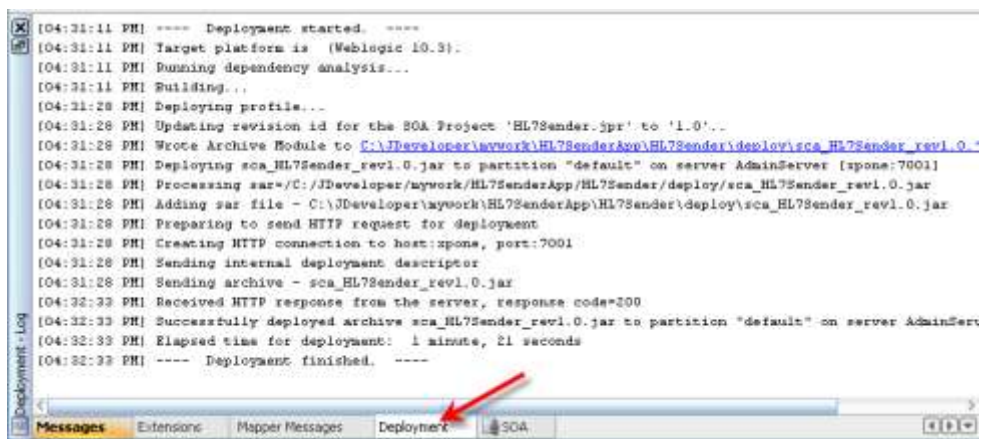 [04:31:11 PM] ----  Deployment started.  ----
[04:31:11 PM] Target platform is  (Weblogic 10.3).
[04:31:11 PM] Running dependency analysis...
[04:31:11 PM] Building...
[04:31:28 PM] Deploying profile...
[04:31:28 PM] Updating revision id for the SOA Project 'HL7Sender.jpr' to '1.0'..
[04:31:28 PM] Wrote Archive Module to C:\JDeveloper\mywork\HL7SenderApp\HL7Sender\deploy\sca_HL7Sender_rev1.0.
[04:31:28 PM] Deploying sca_HL7Sender_rev1.0.jar to partition "default" on server AdminServer [xpone:7001]
[04:31:28 PM] Processing sar=/C:/JDeveloper/mywork/HL7SenderApp/HL7Sender/deploy/sca_HL7Sender_rev1.0.jar
[04:31:28 PM] Adding sar file - C:\JDeveloper\mywork\HL7SenderApp\HL7Sender\deploy\sca_HL7Sender_rev1.0.jar
[04:31:28 PM] Preparing to send HTTP request for deployment
[04:31:28 PM] Creating HTTP connection to host:xpone, port:7001
[04:31:28 PM] Sending internal deployment descriptor
[04:31:28 PM] Sending archive - sca_HL7Sender_rev1.0.jar
[04:32:33 PM] Received HTTP response from the server, response code=200
[04:32:33 PM] Successfully deployed archive sca_HL7Sender_rev1.0.jar to partition "default" on server AdminServ
[04:32:33 PM] Elapsed time for deployment:  1 minute, 21 seconds
[04:32:33 PM] ----  Deployment finished.  ----
Deployment - Log
Messages Extensions Mapper Messages Deployment SOA